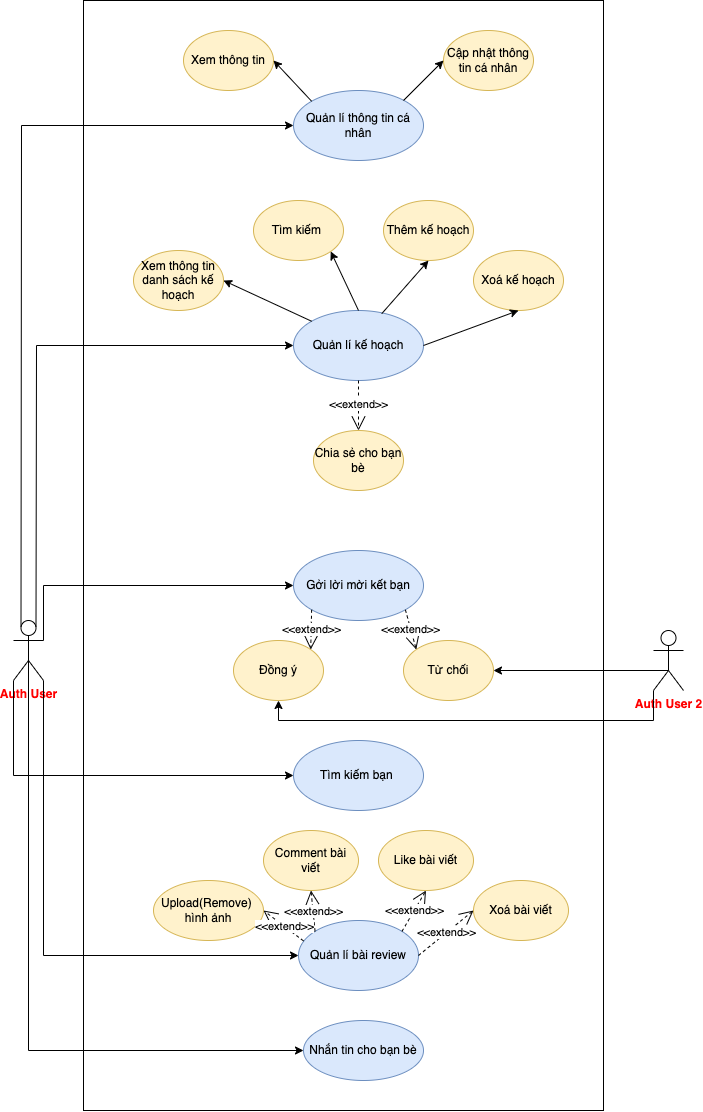 Xem thông tin
Cập nhật thông
tin cá nhân
Quản lí thông tin cá
nhân
Tìm kiếm
Thêm kế hoạch
Xem thông tin
danh sách kế
hoạch
Xoá kế hoạch
Quản lí kế hoạch
<<extend>>
Chia sẻ cho bạn
bè
Gởi lời mời kết bạn
<<extend>>
<<extend>>
Đồng ý
Từ chối
Auth User
Auth User 2
Tìm kiếm bạn
Comment bài
viết
Like bài viết
Upload(Remove)
hình ảnh
Xoá bài viết
<<extend>>
<<extend>>
<<extend>>
<<extend>>
Quản lí bài review
Nhắn tin cho bạn bè